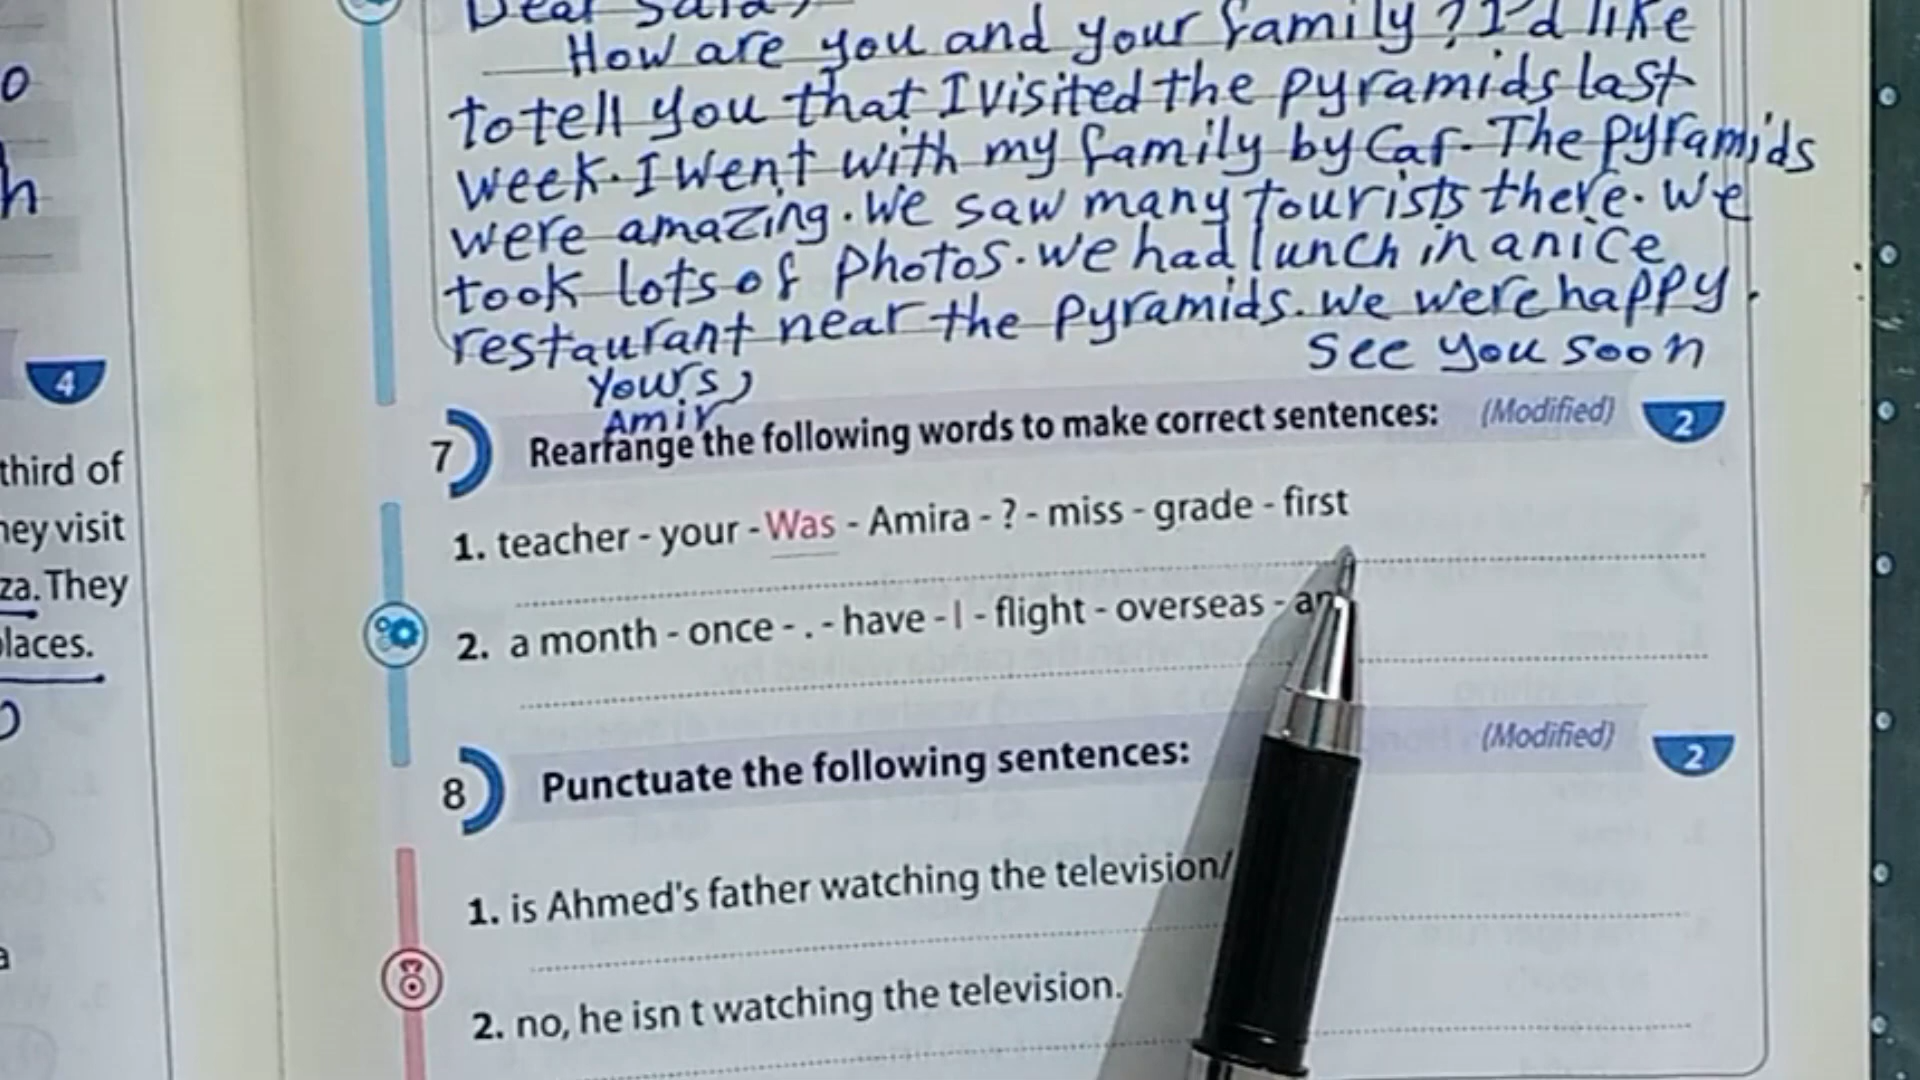 Dear Said,
How are you and your family? I'd like
to tell you that I visited the pyramids last
week. I went with my family by Car. The pyramids
were amazing. We saw many tourists there. We
took lots of photos. we had lunch in a nice
restaurant near the pyramids. we were happy.
See you soon
Yours,
Amir
7 Rearrange the following words to make correct sentences: (Modified) 2
1. teacher - your - Was - Amira - ? - miss - grade - first
2. a month - once - . - have - I - flight - overseas - an
8 Punctuate the following sentences: (Modified) 2
1. is Ahmed's father watching the television/
2. no, he isn t watching the television.
o
h
4
third of
hey visit
za. They
places.